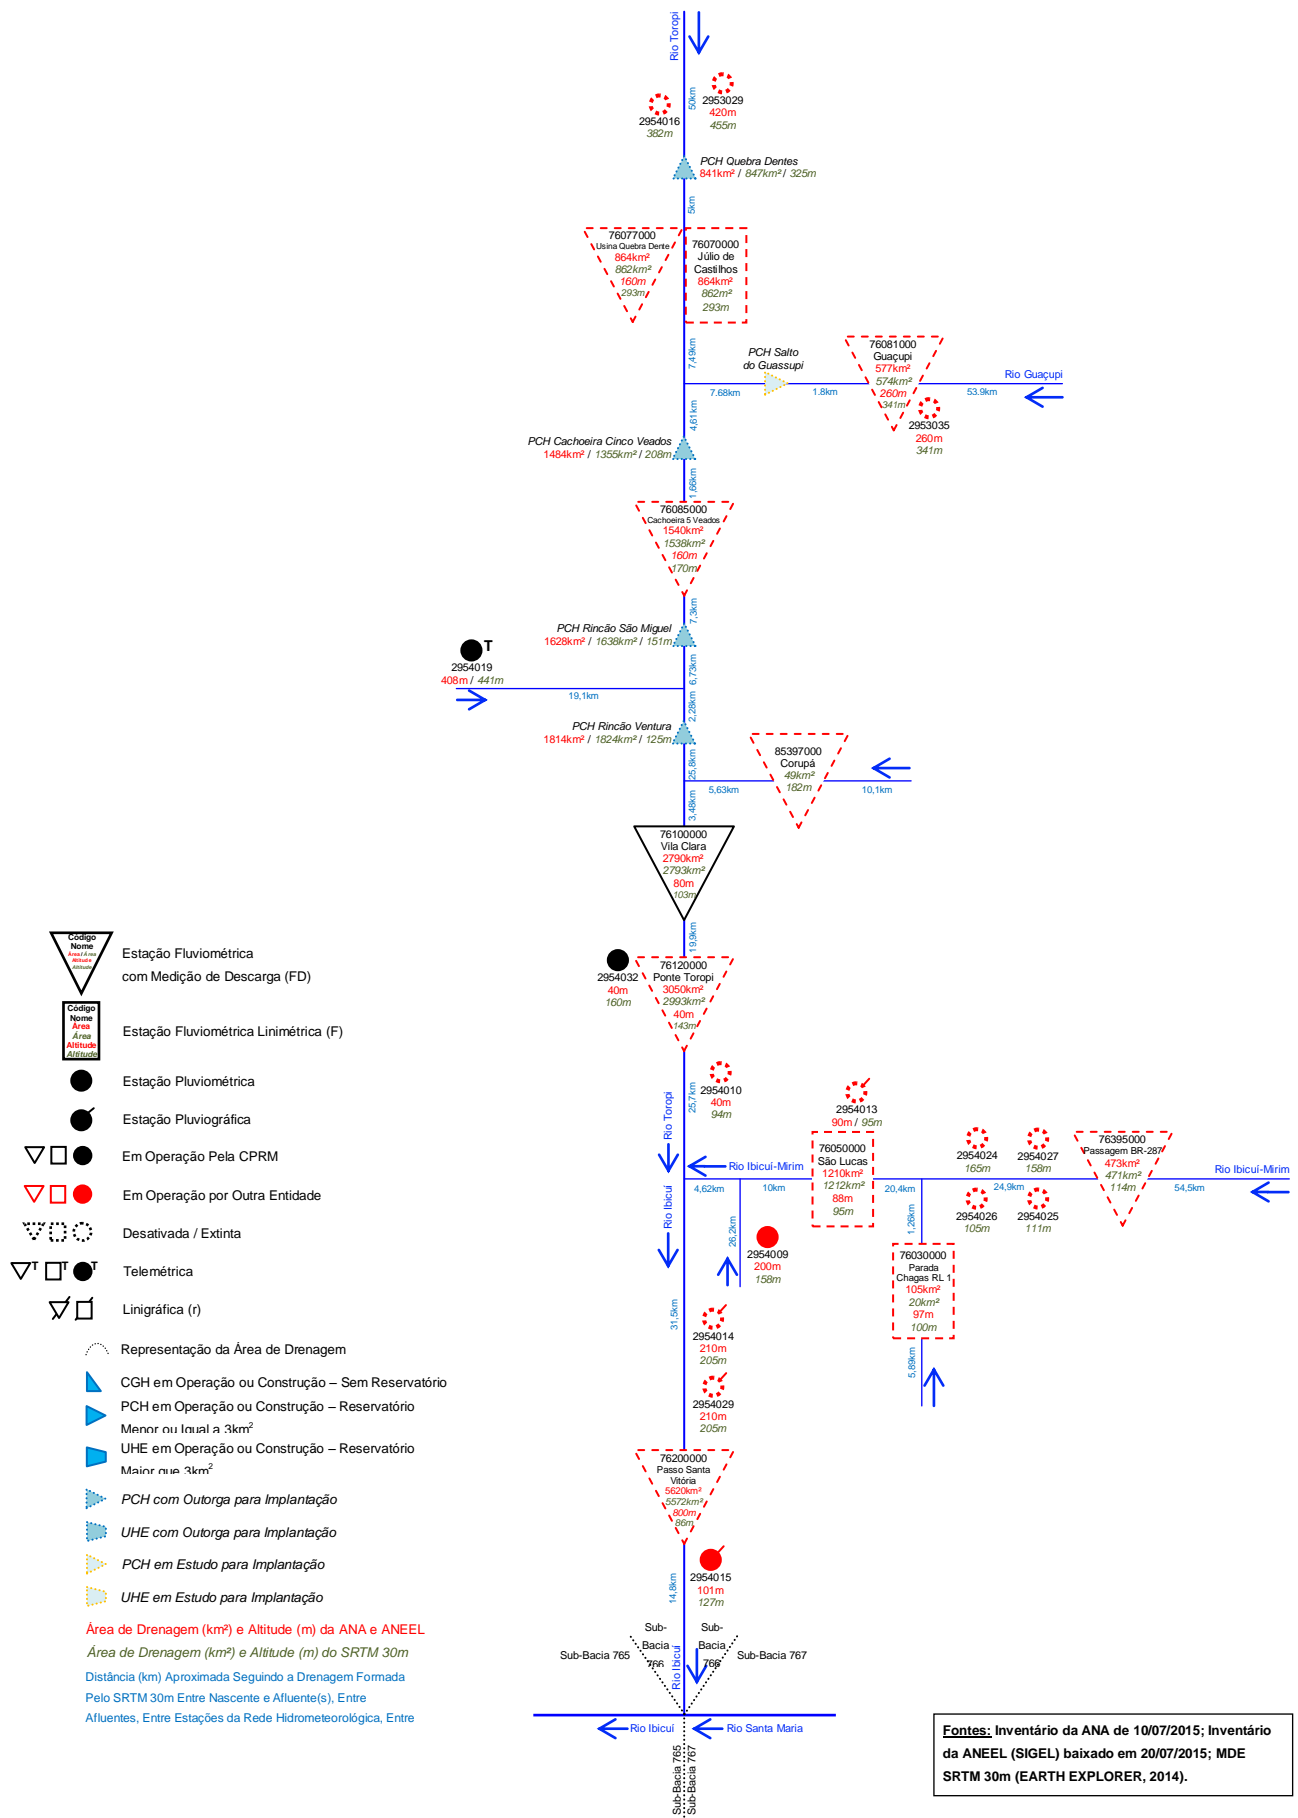 Rio Toropi
50km
2953029
420m
455m
2954016
382m
PCH Quebra Dentes
841km² / 847km² / 325m
5km
76077000
Usina Quebra Dente
864km²
862km²
160m
293m
76070000
Júlio de
Castilhos
864km²
862m²
293m
7,49km
PCH Salto
do Guassupi
76081000
Guaçupi
577km²
574km²
260m
341m
Rio Guaçupi
7.68km
1.8km
53.9km
2953035
260m
341m
4,61km
PCH Cachoeira Cinco Veados
1484km² / 1355km² / 208m
1,66km
76085000
Cachoeira 5 Veados
1540km²
1538km²
160m
170m
7,3km
PCH Rincão São Miguel
1628km² / 1638km² / 151m
T
2954019
408m / 441m
6,73km
19,1km
2,28km
PCH Rincão Ventura
1814km² / 1824km² / 125m
25,8km
85397000
Corupá
49km²
182m
5,63km
10,1km
3,48km
76100000
Vila Clara
2790km²
2793km²
80m
103m
19,9km
2954032
40m
160m
76120000
Ponte Toropi
3050km²
2993km²
40m
143m
25,7km
2954010
40m
94m
Rio Toropi
2954013
90m / 95m
76050000
São Lucas
1210km²
1212km²
88m
95m
2954024
165m
2954027
158m
76395000
Passagem BR-287
473km²
471km²
114m
Rio Ibicuí-Mirim
Rio Ibicuí-Mirim
4,62km
10km
20,4km
24,9km
54,5km
2954026
105m
2954025
111m
Rio Ibicuí
26,2km
1,26km
2954009
200m
158m
76030000
Parada
Chagas RL 1
105km²
20km²
97m
100m
5,89km
31,5km
2954014
210m
205m
2954029
210m
205m
76200000
Passo Santa
Vitória
5620km²
5572km²
800m
86m
14,8km
2954015
101m
127m
Sub-Bacia 765
Sub-
Bacia
766
Rio Ibicuí
Sub-
Bacia
766
Sub-Bacia 767
Rio Ibicuí
Rio Santa Maria
Sub-Bacia 765
Sub-Bacia 767
Código
Nome
Área / Área
Altitude
Altitude
Estação Fluviométrica
com Medição de Descarga (FD)
Código
Nome
Área
Área
Altitude
Altitude
Estação Fluviométrica Linimétrica (F)
Estação Pluviométrica
Estação Pluviográfica
Em Operação Pela CPRM
Em Operação por Outra Entidade
Desativada / Extinta
T T T
Telemétrica
Linigráfica (r)
Representação da Área de Drenagem
CGH em Operação ou Construção – Sem Reservatório
PCH em Operação ou Construção – Reservatório
Menor ou Igual a 3km²
UHE em Operação ou Construção – Reservatório
Maior que 3km²
PCH com Outorga para Implantação
UHE com Outorga para Implantação
PCH em Estudo para Implantação
UHE em Estudo para Implantação
Área de Drenagem (km²) e Altitude (m) da ANA e ANEEL
Área de Drenagem (km²) e Altitude (m) do SRTM 30m
Distância (km) Aproximada Seguindo a Drenagem Formada
Pelo SRTM 30m Entre Nascente e Afluente(s), Entre
Afluentes, Entre Estações da Rede Hidrometeorológica, Entre
Fontes: Inventário da ANA de 10/07/2015; Inventário
da ANEEL (SIGEL) baixado em 20/07/2015; MDE
SRTM 30m (EARTH EXPLORER, 2014).